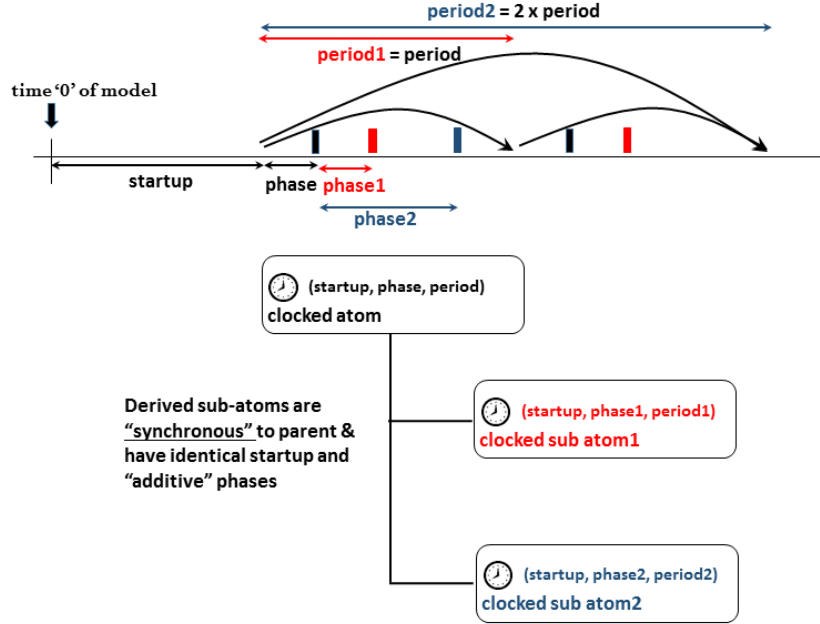 period2 = 2 x period
period1 = period
time ‘0’ of model
startup
phase
phase1
phase2
(startup, phase, period)
clocked atom
Derived sub-atoms are
“synchronous” to parent &
have identical startup and
“additive” phases
(startup, phase1, period1)
clocked sub atom1
(startup, phase2, period2)
clocked sub atom2